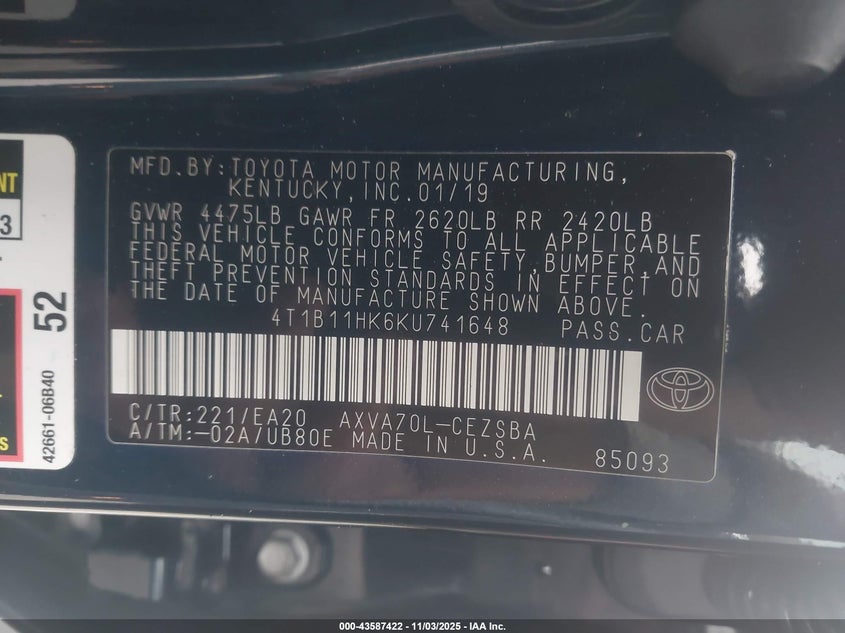 NT
3
52
42661-06B40
S
MFD.BY:TOYOTA MOTOR MANUFACTURING,
KENTUCKY,INC.01/19
GVWR 4475LB GAWR FR 2620LB RR 2420LB
THIS VEHICLE CONFORMS TO ALL APPLICABLE
FEDERAL MOTOR VEHICLE SAFETY,BUMPER,AND
THEFT PREVENTION STANDARDS IN EFFECT ON
THE DATE OF MANUFACTURE SHOWN ABOVE.
4T1B11HK6KU741648 PASS.CAR
C/TR:221/EA20 AXVA70L-CEZSBA
A/TM:-02A/UB80E MADE IN U.S.A.
85093
000-43587422 - 11/03/2025 - IAA Inc.